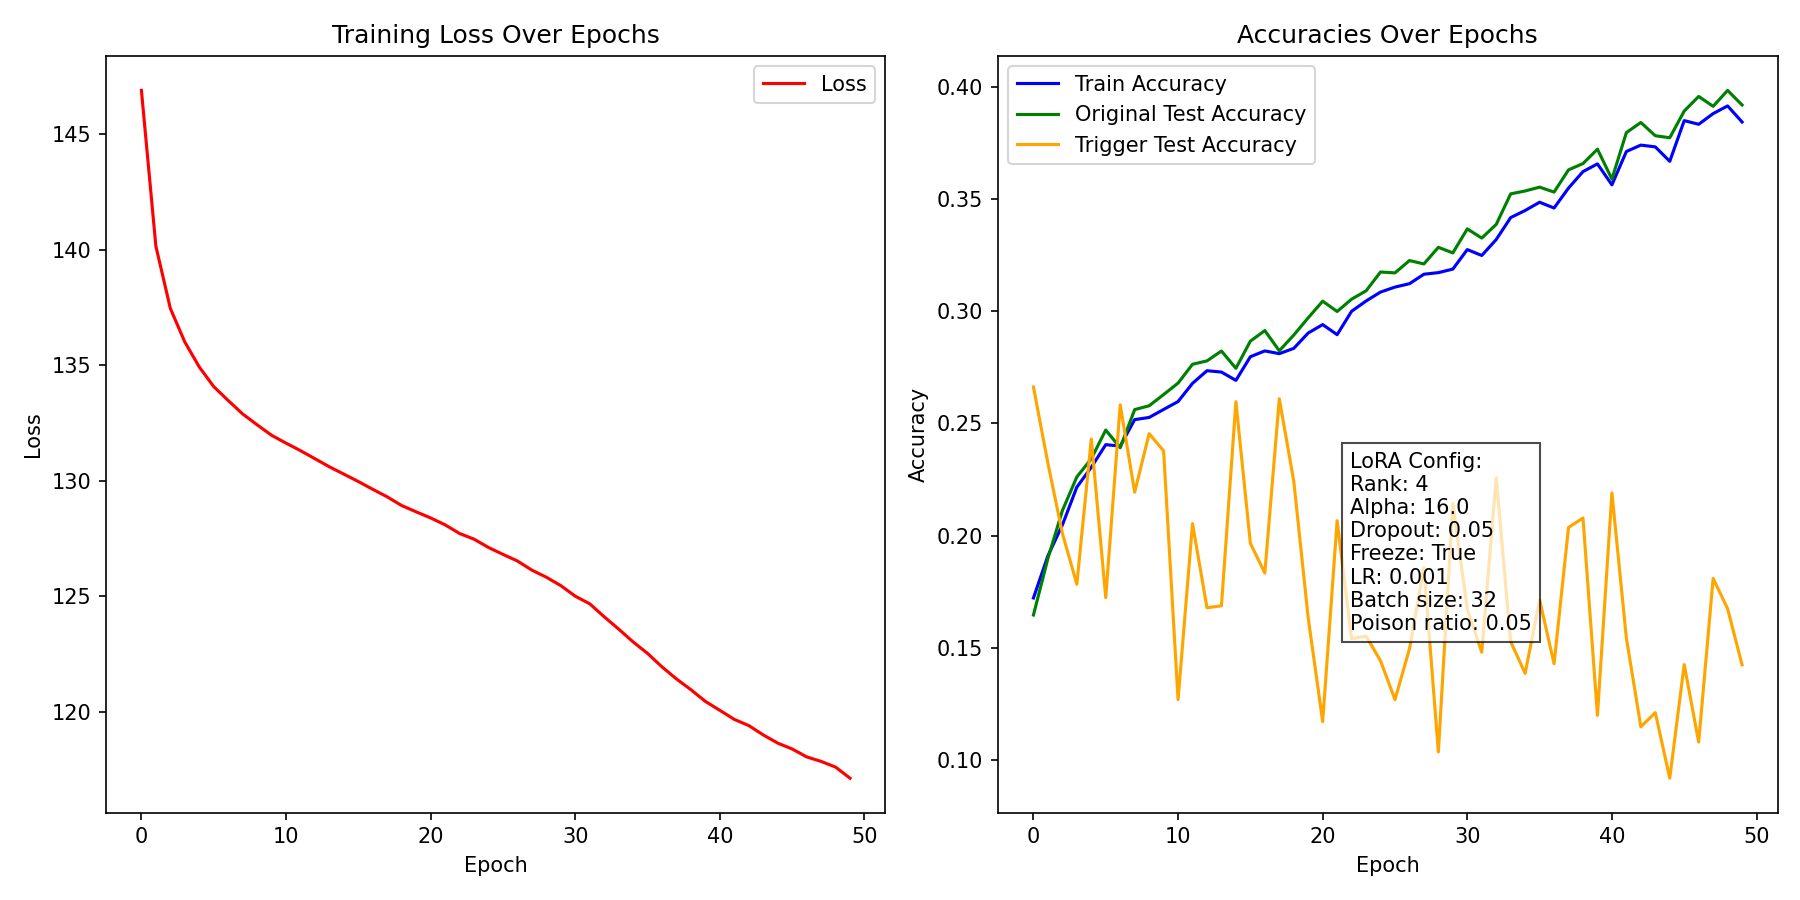 Training Loss Over Epochs
Loss
145
140
135
130
125
120
Loss
0
10
20
30
40
50
Epoch
Accuracies Over Epochs
Train Accuracy
Original Test Accuracy
Trigger Test Accuracy
0.40
0.35
0.30
0.25
0.20
0.15
0.10
Accuracy
LoRA Config:
Rank: 4
Alpha: 16.0
Dropout: 0.05
Freeze: True
LR: 0.001
Batch size: 32
Poison ratio: 0.05
0
10
20
30
40
50
Epoch